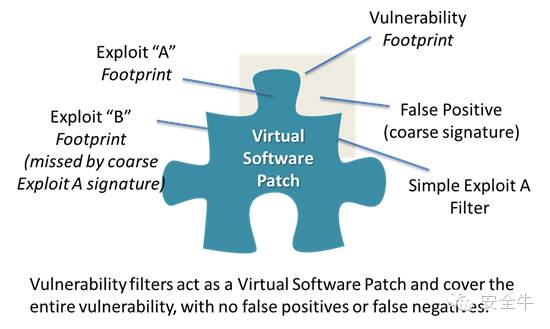 Vulnerability
Footprint
Exploit “A”
Footprint
Exploit “B”
Footprint
(missed by coarse
Exploit A signature)
Virtual
Software
Patch
False Positive
(coarse signature)
Simple Exploit A
Filter
Vulnerability filters act as a Virtual Software Patch and cover the
entire vulnerability, with no false positives or false negatives.
安全牛